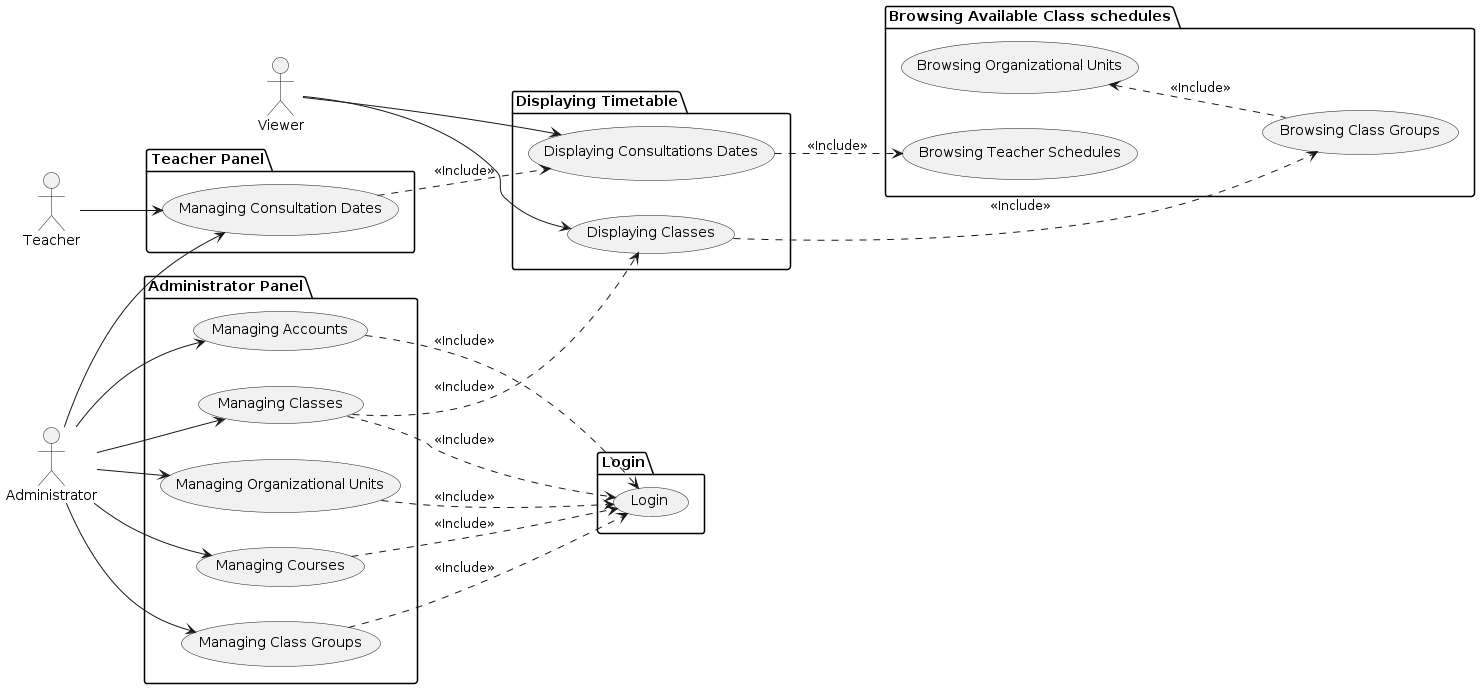 Browsing Available Class schedules
Browsing Organizational Units
«Include»
Browsing Class Groups
Browsing Teacher Schedules
Viewer
Displaying Timetable
Displaying Consultations Dates
«Include»
Displaying Classes
«Include»
Teacher Panel
Managing Consultation Dates
«Include»
Teacher
Administrator Panel
Managing Accounts
«Include»
Managing Classes
«Include»
«Include»
Managing Organizational Units
«Include»
Managing Courses
«Include»
Managing Class Groups
«Include»
Administrator
Login
Login